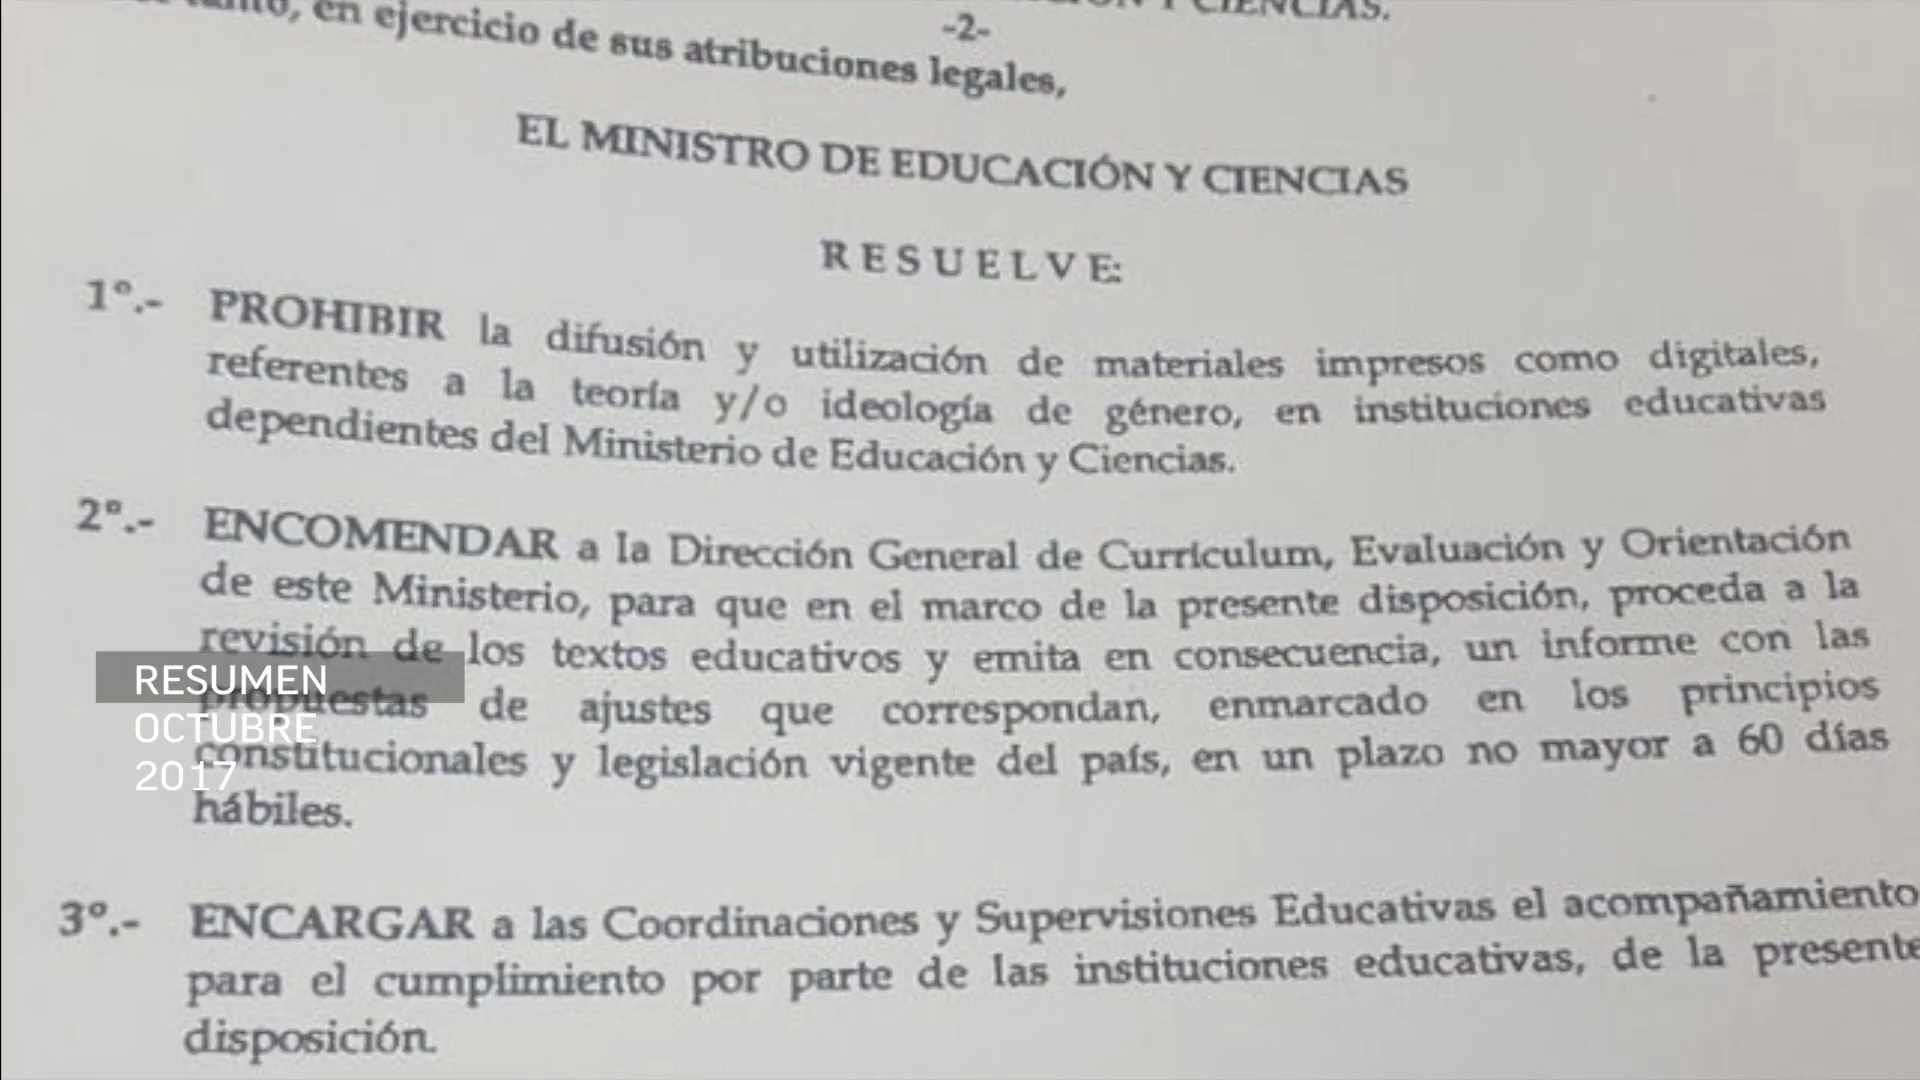 en ejercicio de sus atribuciones legales,
Y CIENCIAS.
-2-
EL MINISTRO DE EDUCACIÓN Y CIENCIAS
RESUELVE:
1º.- PROHIBIR la difusión y utilización de materiales impresos como digitales,
referentes a la teoría y/o ideología de género, en instituciones educativas
dependientes del Ministerio de Educación y Ciencias.
2º.- ENCOMENDAR a la Dirección General de Currículum, Evaluación y Orientación
de este Ministerio, para que en el marco de la presente disposición, proceda a la
revisión de los textos educativos y emita en consecuencia, un informe con las
propuestas de ajustes que correspondan, enmarcado en los principios
constitucionales y legislación vigente del país, en un plazo no mayor a 60 días
hábiles.
3º.- ENCARGAR a las Coordinaciones y Supervisiones Educativas el acompañamiento
para el cumplimiento por parte de las instituciones educativas, de la presente
disposición.
RESUMEN
OCTUBRE
2017